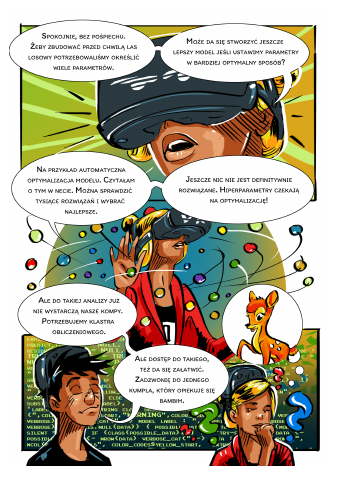 Spokojnie, bez pośpiechu.
Żeby zbudować przed chwilą las
losowy potrzebowaliśmy określić
wiele parametrów.
Może da się stworzyć jeszcze
lepszy model jeśli ustawimy parametry
w bardziej optymalny sposób?
Na przykład automatyczna
optymalizacja modelu. Czytałam
o tym w necie. Można sprawdzić
tysiące rozwiązań i wybrać
najlepsze.
Jeszcze nic nie jest definitywnie
rozwiązane. Hiperparametry czekają
na optymalizację!
Ale do takiej analizy już
nie wystarczą nasze kompy.
Potrzebujemy klastra
obliczeniowego.
Ale dostęp do takiego,
też da się załatwić.
Zadzwonię do jednego
kumpla, który opiekuje się
Bambim.